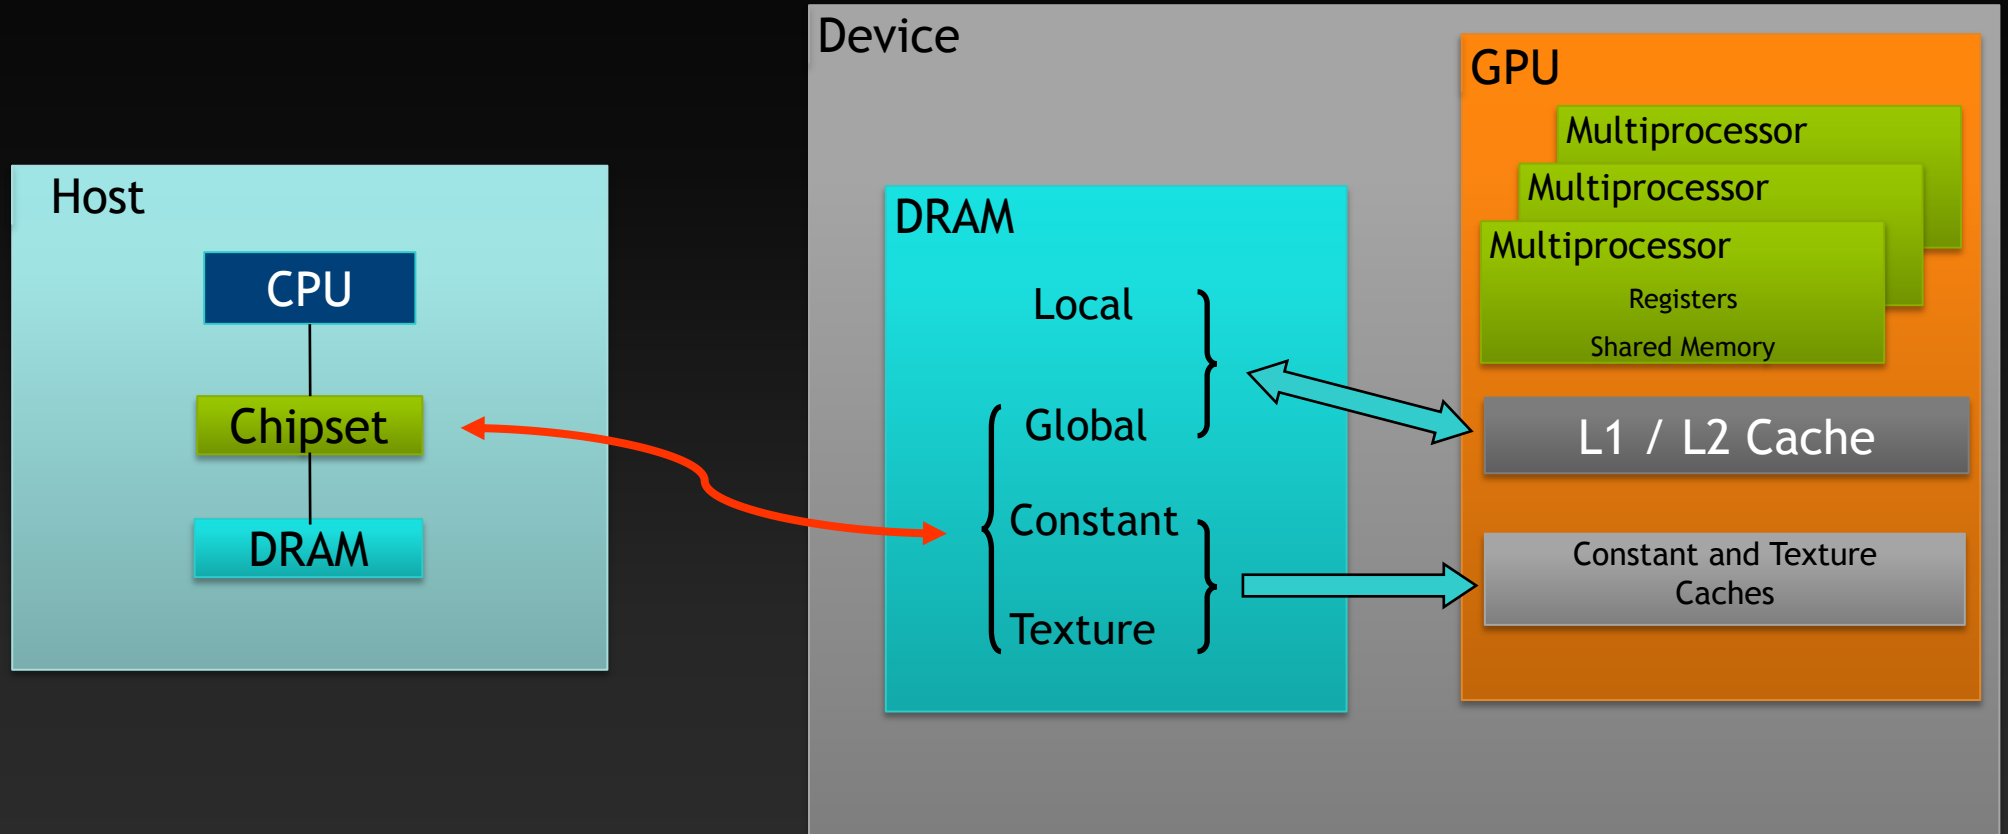 Device
GPU
Multiprocessor
Multiprocessor
Multiprocessor
Registers
Shared Memory
Host
CPU
Chipset
DRAM
DRAM
Local
Global
Constant
Texture
L1 / L2 Cache
Constant and Texture
Caches